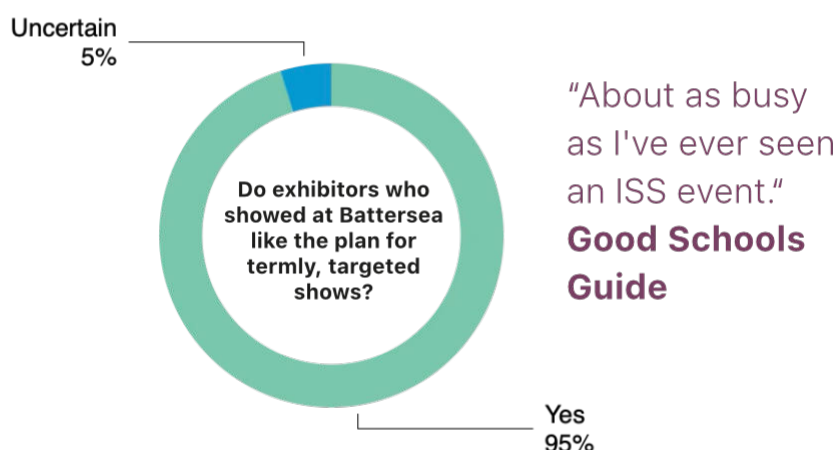 Uncertain
5%
Do exhibitors who
showed at Battersea
like the plan for
termly, targeted
shows?
“About as busy
as I've ever seen
an ISS event.“
Good Schools
Guide
Yes
95%